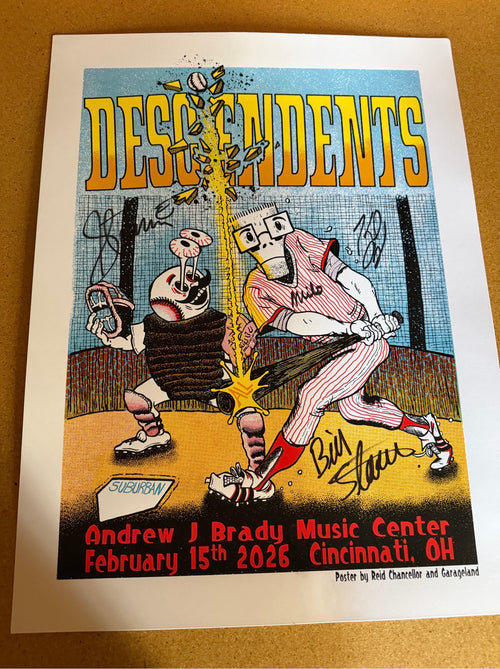 DESCENDENTS
Milo
Bill
Stevenson
SUBURBAN
Andrew J Brady Music Center
February 15th 2026 Cincinnati, OH
Poster by Reid Chancellor and Garageland